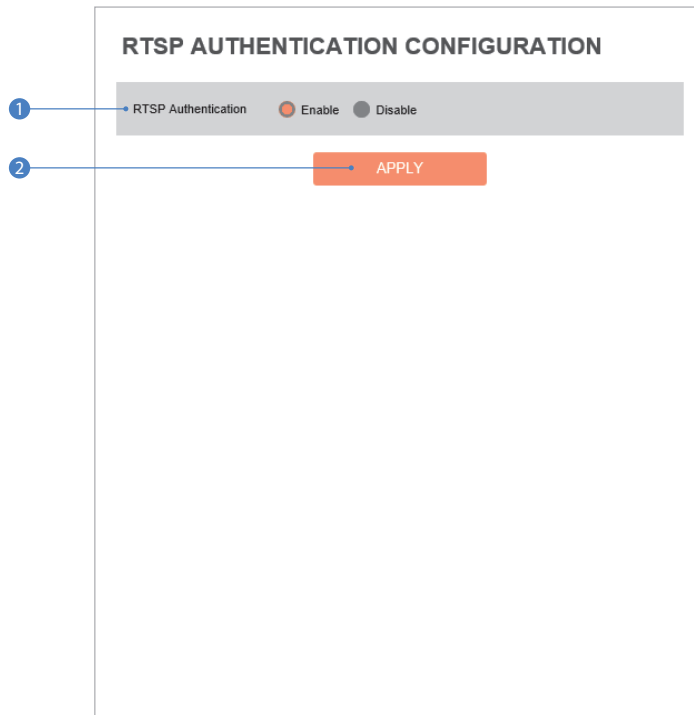 RTSP AUTHENTICATION CONFIGURATION
1 RTSP Authentication Enable Disable
2 APPLY